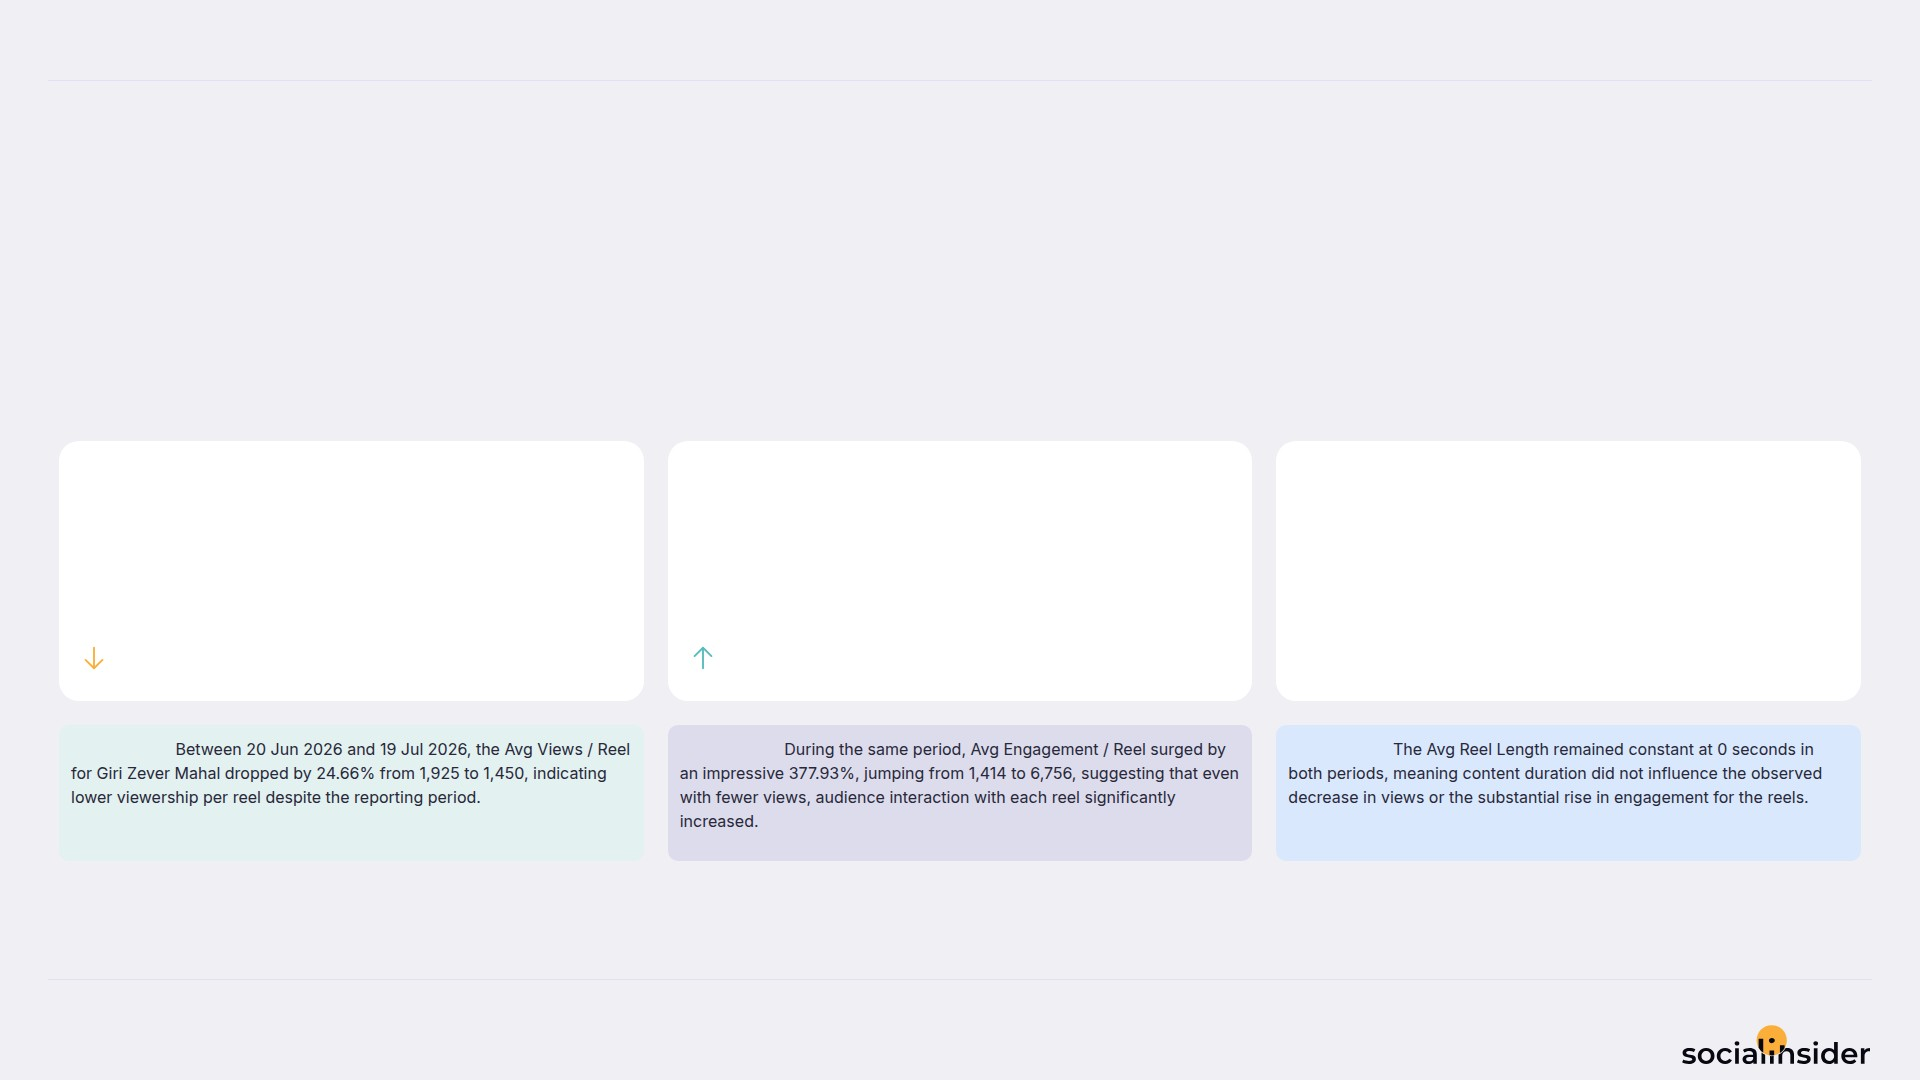 Between 20 Jun 2026 and 19 Jul 2026, the Avg Views / Reel
for Giri Zever Mahal dropped by 24.66% from 1,925 to 1,450, indicating
lower viewership per reel despite the reporting period.
During the same period, Avg Engagement / Reel surged by
an impressive 377.93%, jumping from 1,414 to 6,756, suggesting that even
with fewer views, audience interaction with each reel significantly
increased.
The Avg Reel Length remained constant at 0 seconds in
both periods, meaning content duration did not influence the observed
decrease in views or the substantial rise in engagement for the reels.
socialinsider